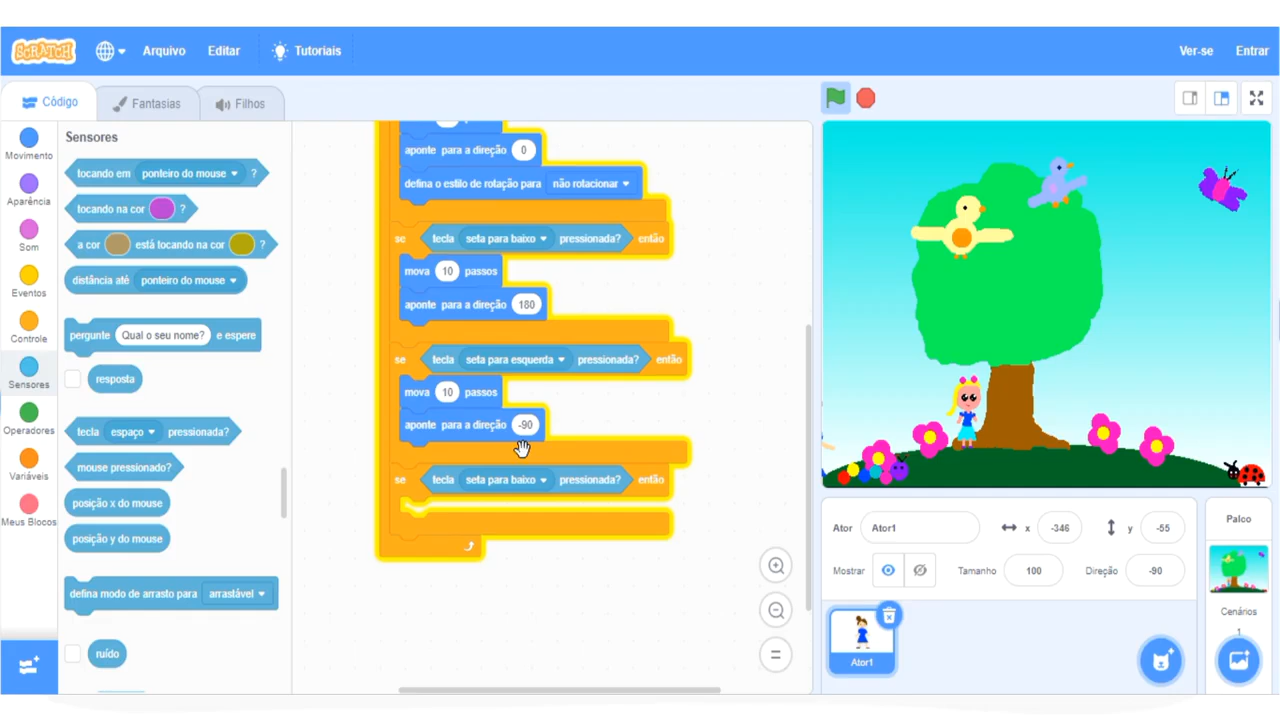 SCRATCH Arquivo Editar Tutoriais Ver-se Entrar
Código Fantasias Filhos
Movimento
Aparência
Som
Eventos
Controle
Sensores
Operadores
Variáveis
Meus Blocos
Sensores
tocando em ponteiro do mouse ?
tocando na cor ?
a cor está tocando na cor ?
distância até ponteiro do mouse
pergunte Qual o seu nome? e espere
resposta
tecla espaço pressionada?
mouse pressionado?
posição x do mouse
posição y do mouse
defina modo de arrasto para arrastável
ruído
aponte para a direção 0
defina o estilo de rotação para não rotacionar
se tecla seta para baixo pressionada? então
mova 10 passos
aponte para a direção 180
se tecla seta para esquerda pressionada? então
mova 10 passos
aponte para a direção -90
se tecla seta para baixo pressionada? então
Ator Ator1 x -346 y -55
Mostrar Tamanho 100 Direção -90
Ator1
Palco
Cenários
1